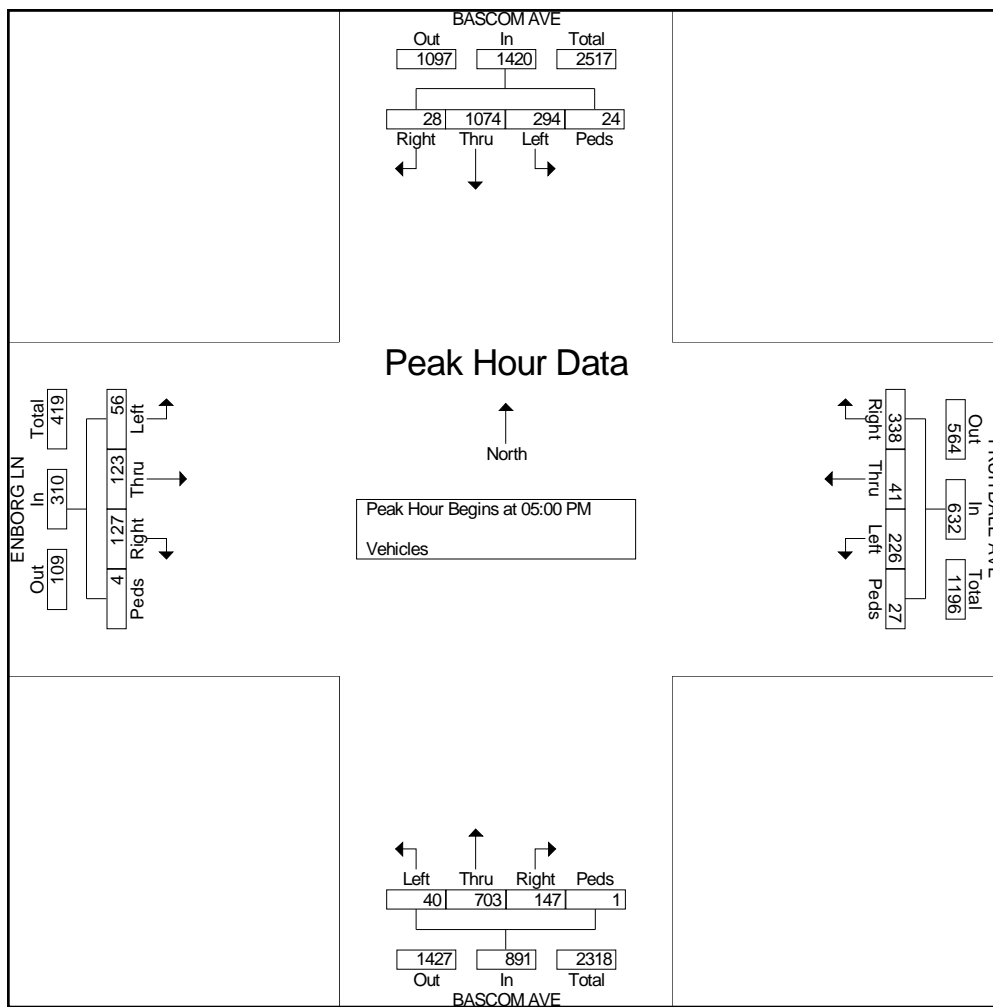 BASCOM AVE
Out In Total
1097 1420 2517
28 1074 294 24
Right Thru Left Peds
Peak Hour Data
North
Peak Hour Begins at 05:00 PM
Vehicles
ENBORG LN
Total In Out
419 310 109
56 123 127 4
Left Thru Right Peds
AVE
Out In Total
564 632 1196
338 41 226 27
Right Thru Left Peds
Left Thru Right Peds
40 703 147 1
1427 891 2318
Out In Total
BASCOM AVE